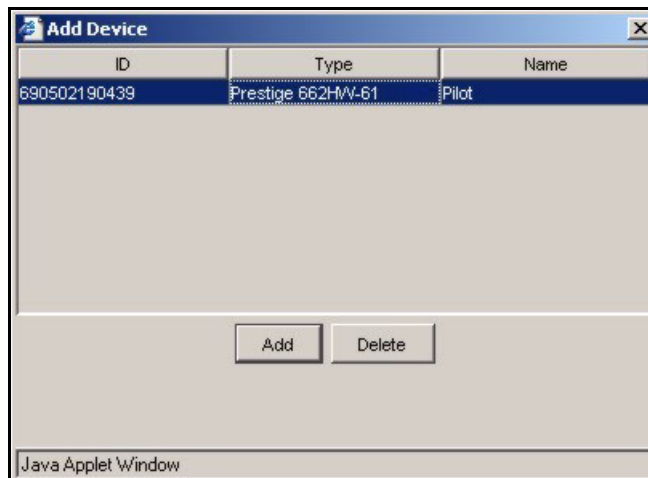 Add Device
ID Type Name
690502190439 Prestige 662HW-61 Pilot
Add Delete
Java Applet Window